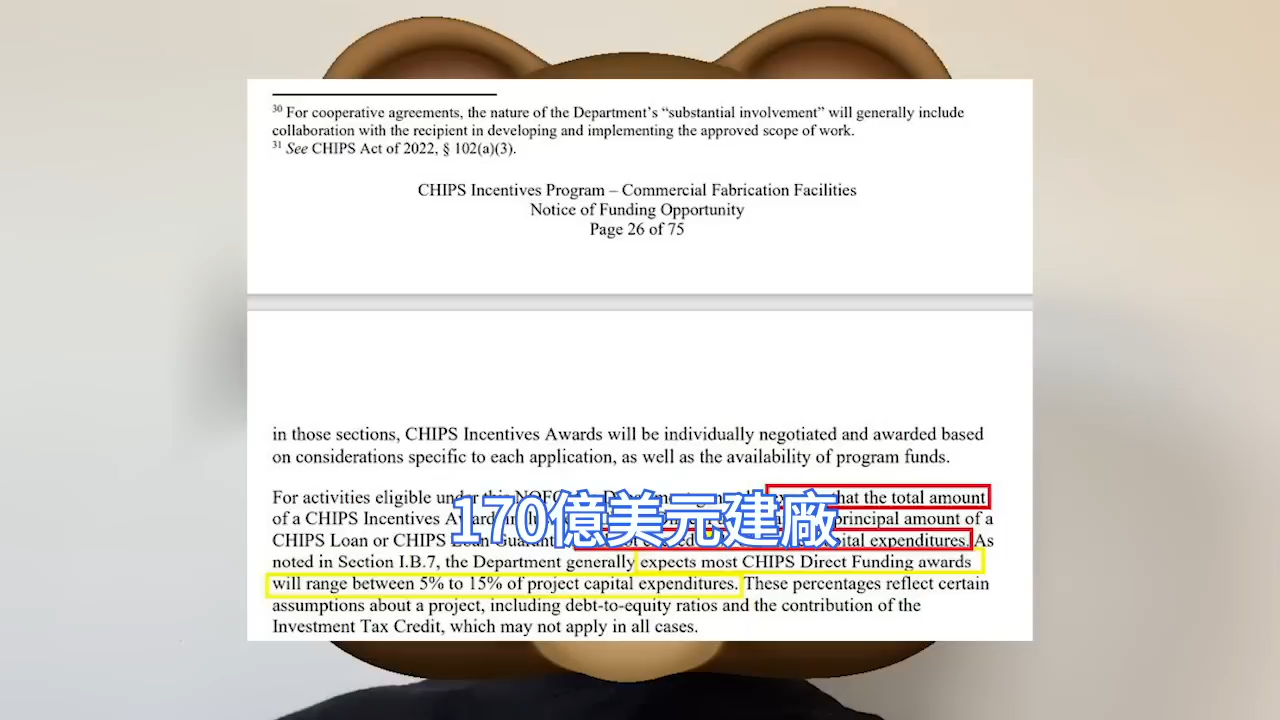 30 For cooperative agreements, the nature of the Department's “substantial involvement” will generally include
collaboration with the recipient in developing and implementing the approved scope of work.
31 See CHIPS Act of 2022, § 102(a)(3).
CHIPS Incentives Program – Commercial Fabrication Facilities
Notice of Funding Opportunity
Page 26 of 75
in those sections, CHIPS Incentives Awards will be individually negotiated and awarded based
on considerations specific to each application, as well as the availability of program funds.
For activities eligible under this that the total amount
170億美元建廠
of a CHIPS Incentives principal amount of a
CHIPS Loan or CHIPS Loan capital expenditures. As
noted in Section I.B.7, the Department generally expects most CHIPS Direct Funding awards
will range between 5% to 15% of project capital expenditures. These percentages reflect certain
assumptions about a project, including debt-to-equity ratios and the contribution of the
Investment Tax Credit, which may not apply in all cases.